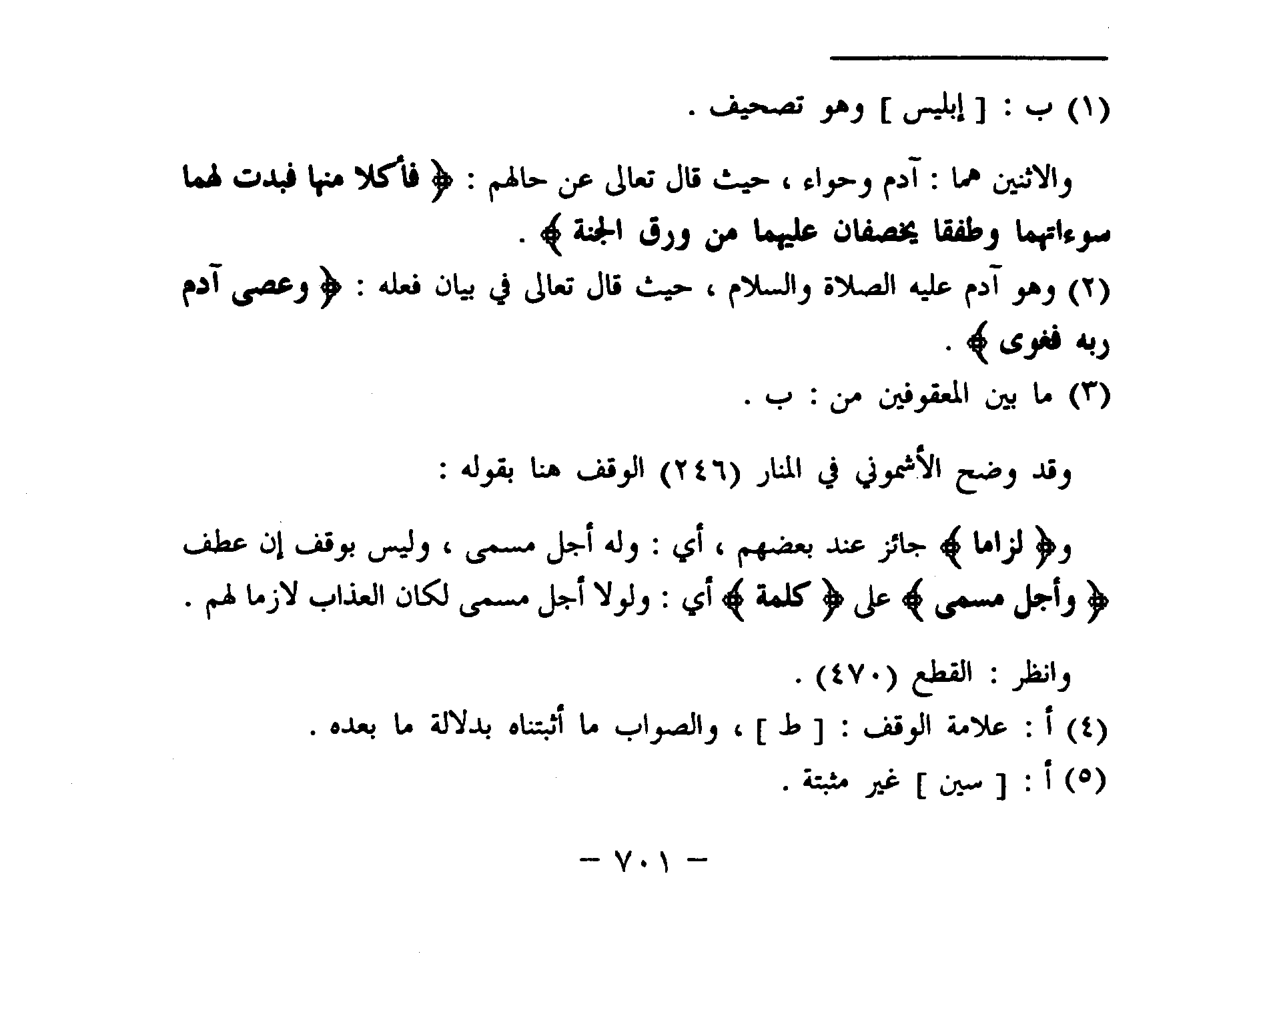 (١) ب : [ إبليس ] وهو تصحيف .
والاثنين هما : آدم وحواء ، حيث قال تعالى عن حالهم : ﴿ فأكلا منها فبدت لهما
سوءاتهما وطفقا يخصفان عليهما من ورق الجنة ﴾ .
(٢) وهو آدم عليه الصلاة والسلام ، حيث قال تعالى في بيان فعله : ﴿ وعصى آدم
ربه فغوى ﴾ .
(٣) ما بين المعقوفين من : ب .
وقد وضح الأشموني في المنار (٢٤٦) الوقف هنا بقوله :
و﴿ لزاما ﴾ جائز عند بعضهم ، أي : وله أجل مسمى ، وليس بوقف إن عطف
﴿ وأجل مسمى ﴾ على ﴿ كلمة ﴾ أي : ولولا أجل مسمى لكان العذاب لازما لهم .
وانظر : القطع (٤٧٠) .
(٤) أ : علامة الوقف : [ ط ] ، والصواب ما أثبتناه بدلالة ما بعده .
(٥) أ : [ سين ] غير مثبتة .
– ٧٠١ –